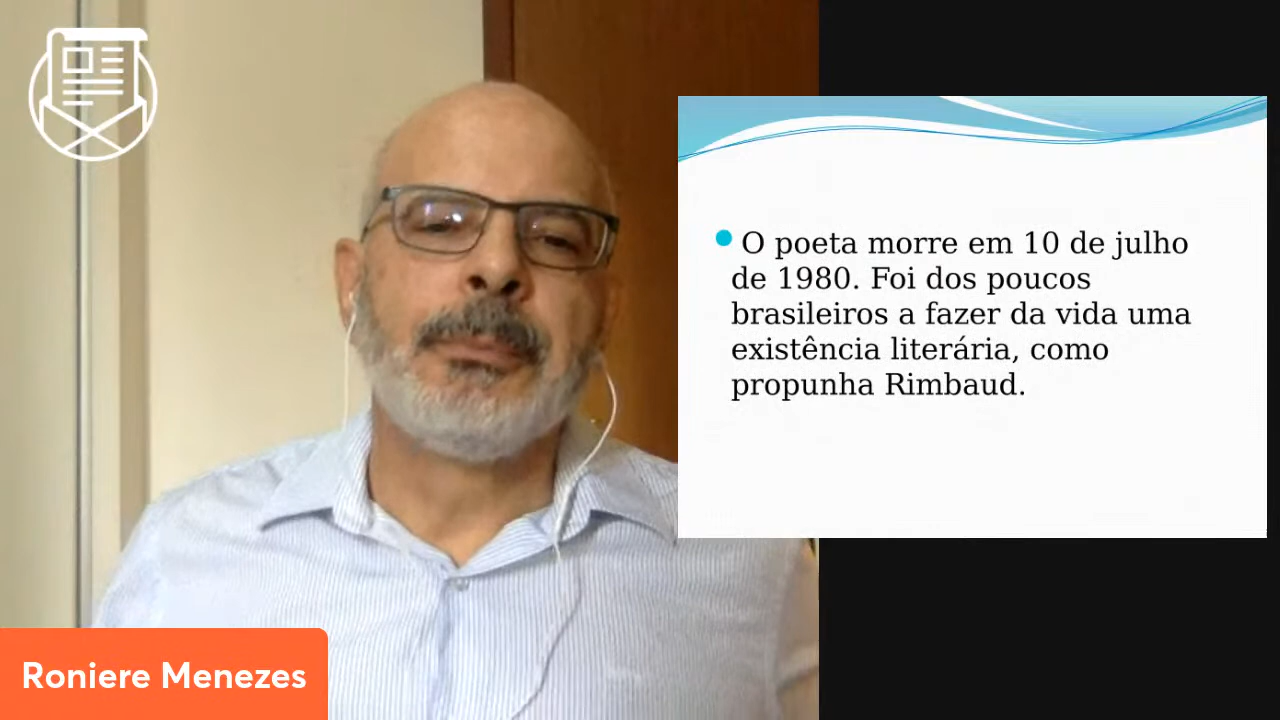 O poeta morre em 10 de julho
de 1980. Foi dos poucos
brasileiros a fazer da vida uma
existência literária, como
propunha Rimbaud.
Roniere Menezes